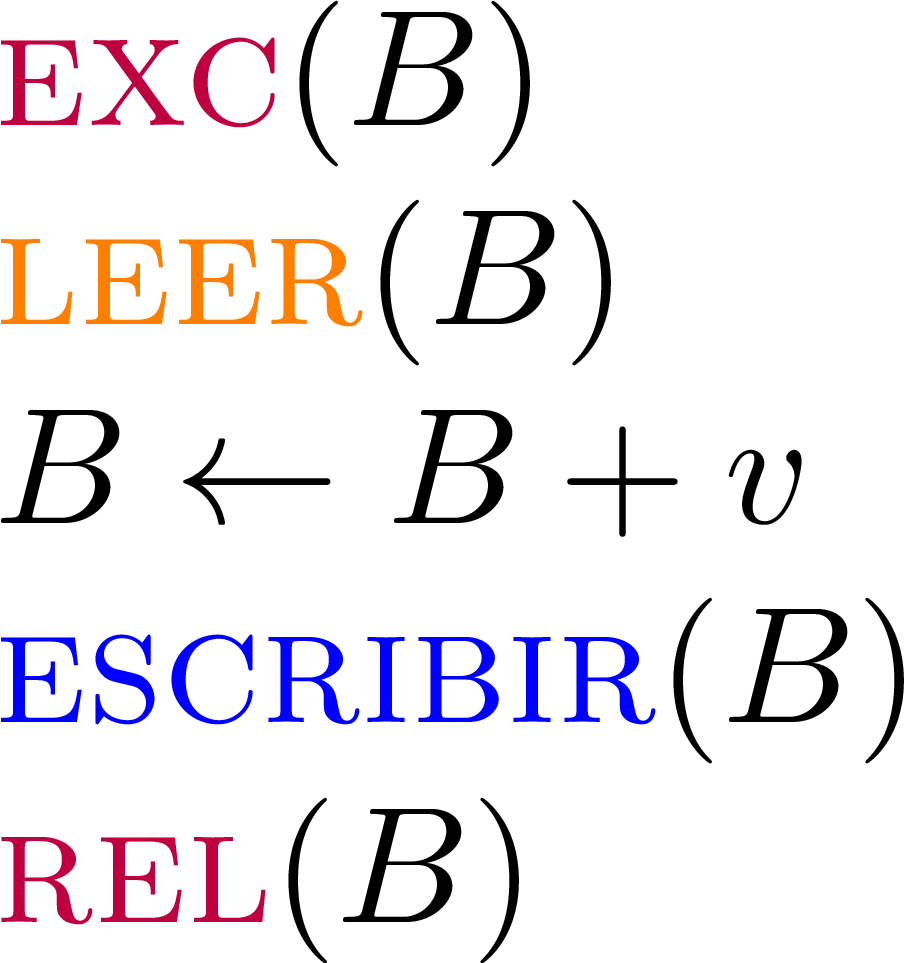 EXC(B)
LEER(B)
B ← B + v
ESCRIBIR(B)
REL(B)